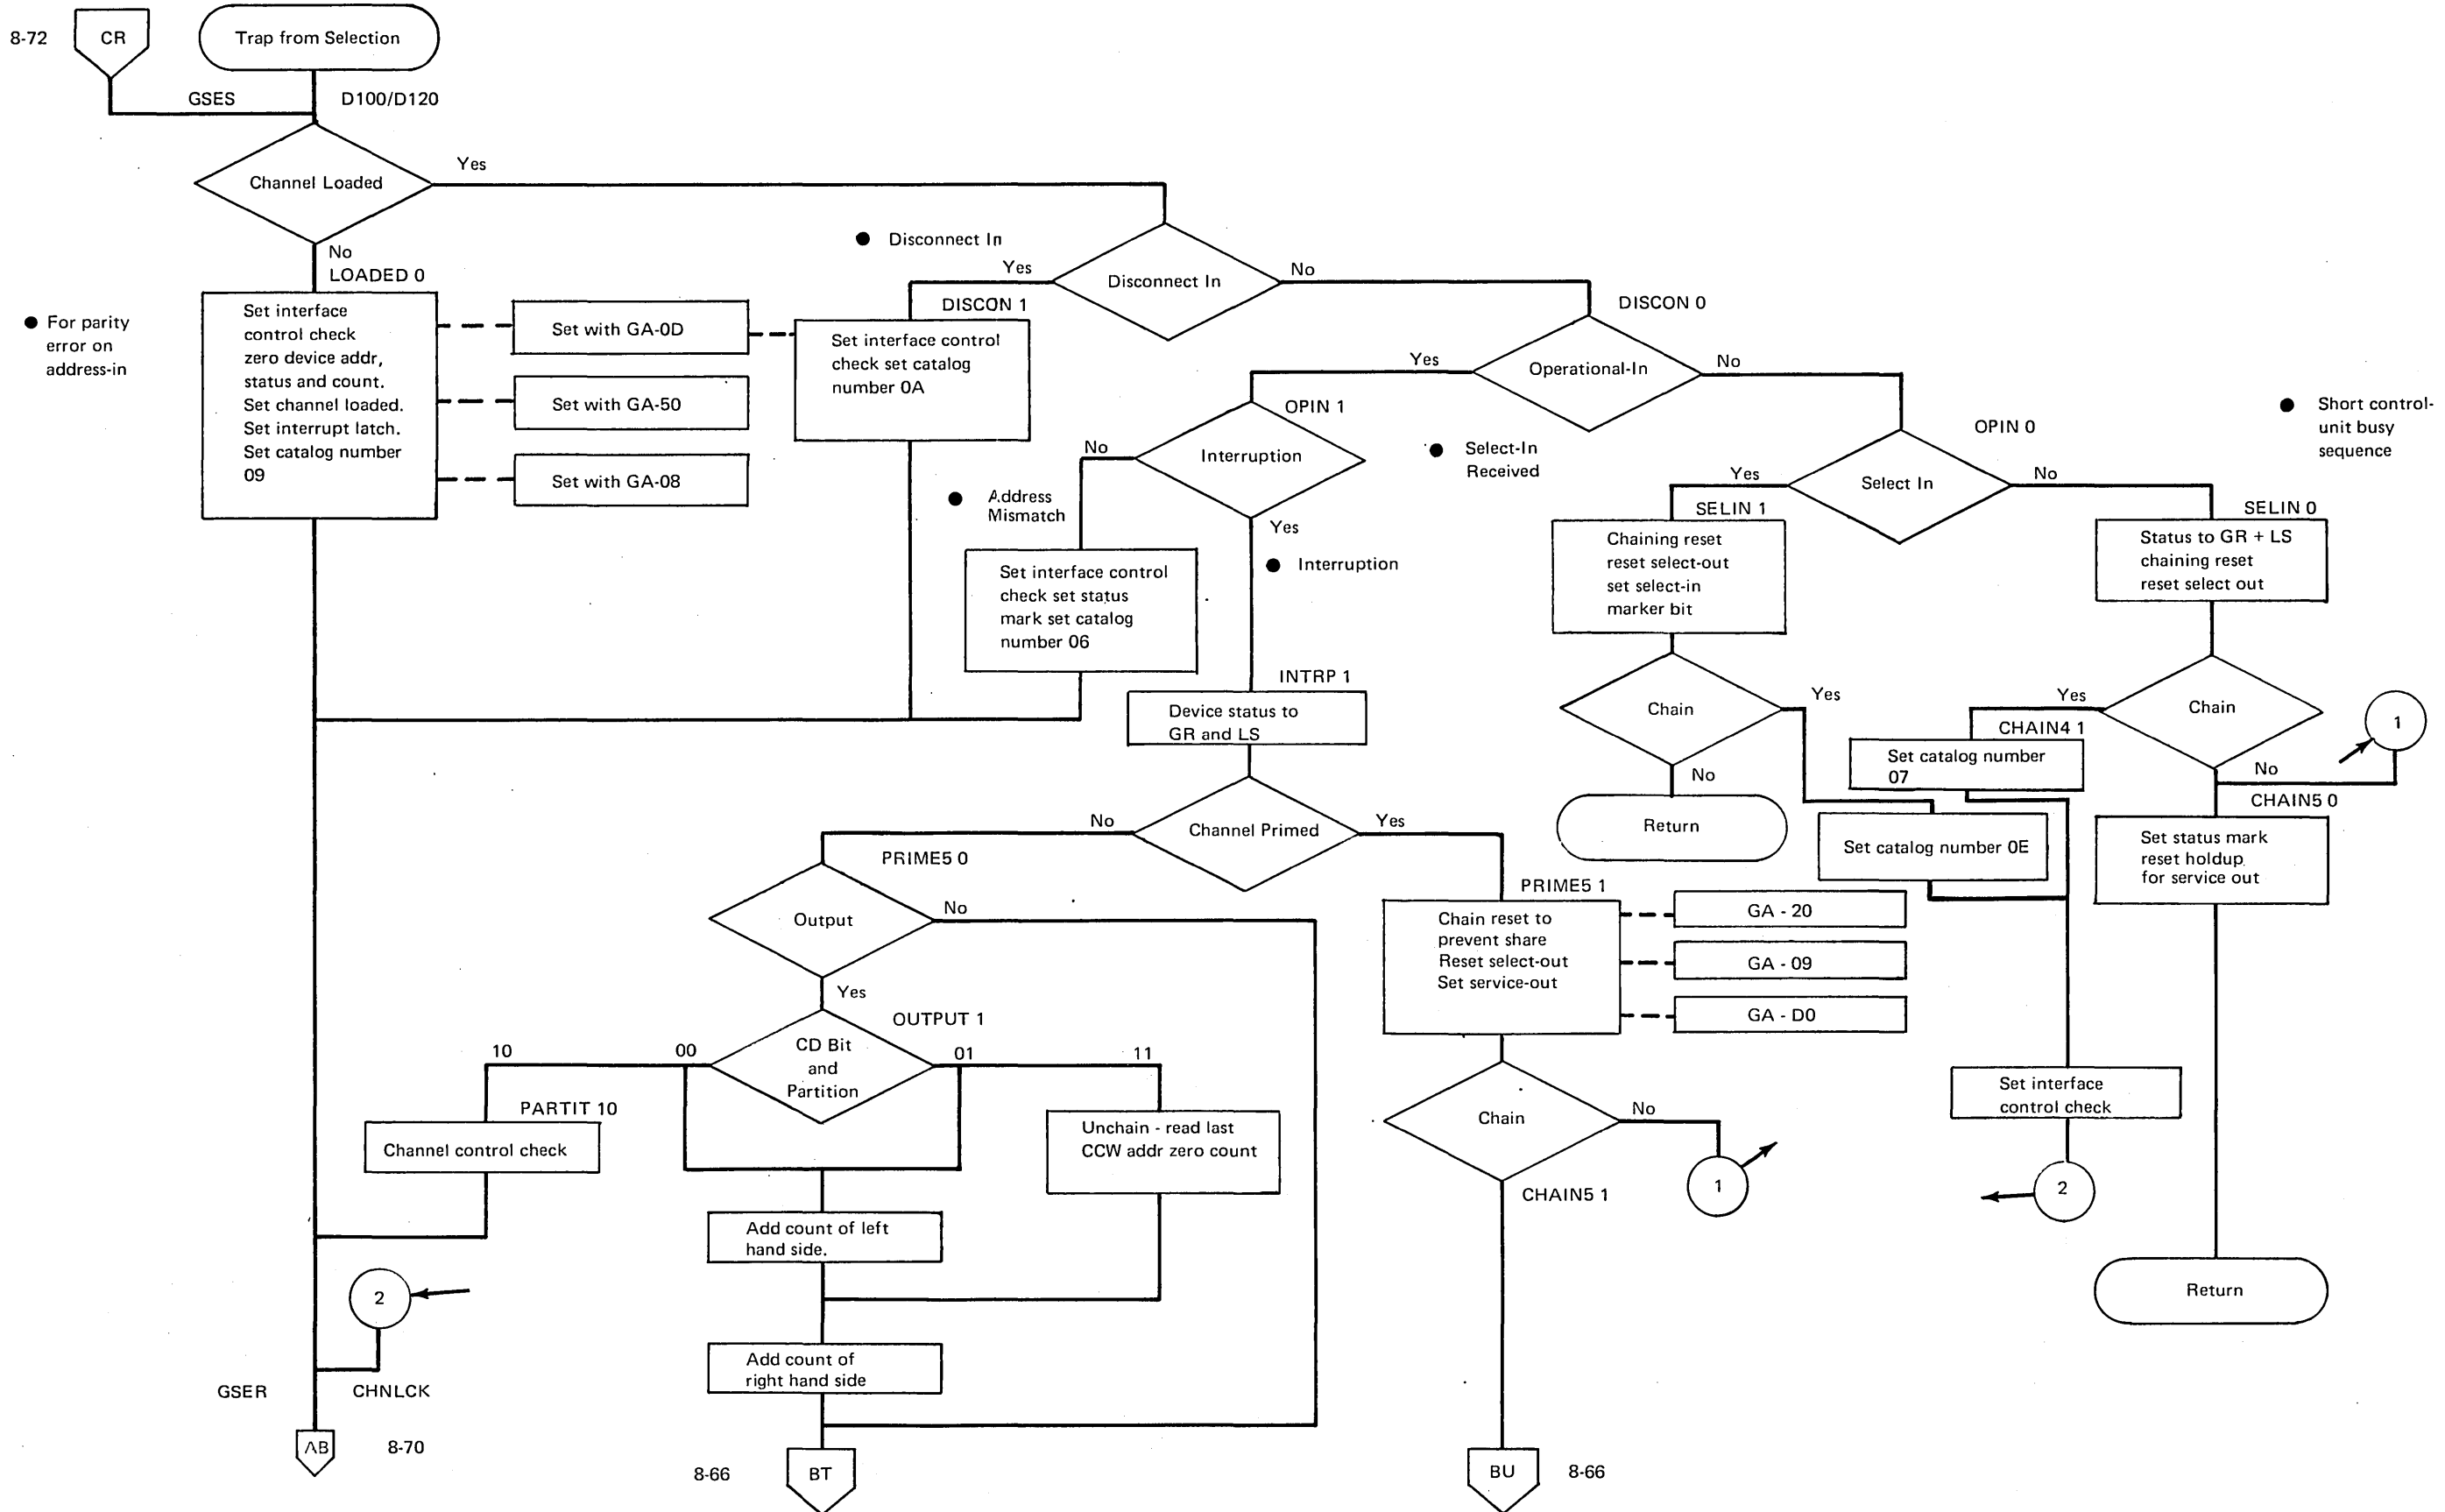 8-72
CR
Trap from Selection
GSES
D100/D120
Channel Loaded
Yes
No
LOADED 0
● For parity
error on
address-in
Set interface
control check
zero device addr,
status and count.
Set channel loaded.
Set interrupt latch.
Set catalog number
09
Set with GA-0D
Set with GA-50
Set with GA-08
● Disconnect In
Yes
Disconnect In
No
DISCON 1
Set interface control
check set catalog
number 0A
DISCON 0
Yes
Operational-In
No
OPIN 1
No
Interruption
Yes
● Select-In
Received
● Address
Mismatch
● Interruption
Set interface control
check set status
mark set catalog
number 06
OPIN 0
● Short control-
unit busy
sequence
Yes
Select In
No
SELIN 1
Chaining reset
reset select-out
set select-in
marker bit
SELIN 0
Status to GR + LS
chaining reset
reset select out
INTRP 1
Device status to
GR and LS
Chain
Yes
No
Return
Yes
Chain
No
1
CHAIN4 1
Set catalog number
07
CHAIN5 0
Set catalog number 0E
Set status mark
reset holdup
for service out
No
Channel Primed
Yes
PRIME5 0
Output
No
Yes
PRIME5 1
Chain reset to
prevent share
Reset select-out
Set service-out
GA - 20
GA - 09
GA - D0
OUTPUT 1
10
00
CD Bit
and
Partition
01
11
PARTIT 10
Channel control check
Unchain - read last
CCW addr zero count
Chain
No
1
CHAIN5 1
Set interface
control check
2
Return
Add count of left
hand side.
2
Add count of
right hand side
GSER
CHNLCK
AB
8-70
8-66
BT
BU
8-66